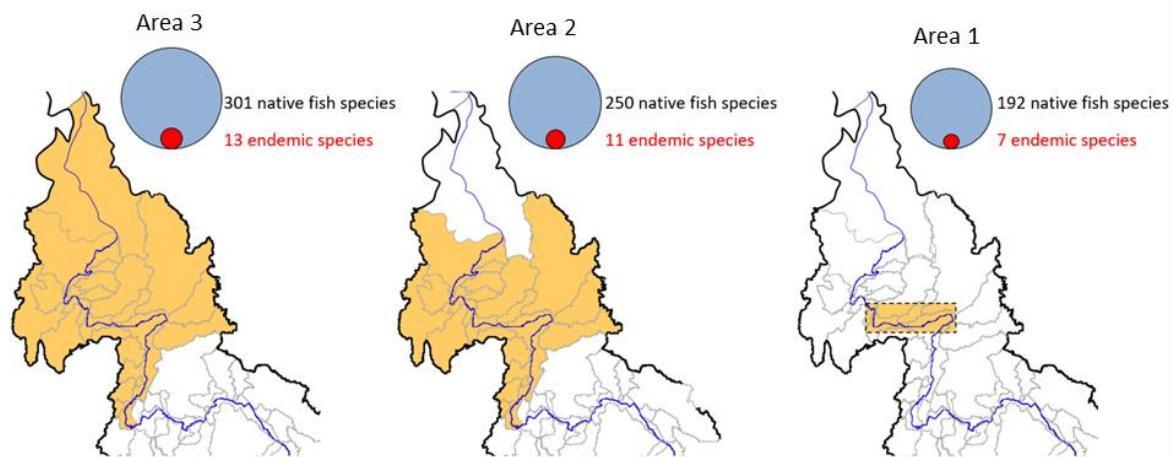 Area 3
301 native fish species
13 endemic species
Area 2
250 native fish species
11 endemic species
Area 1
192 native fish species
7 endemic species